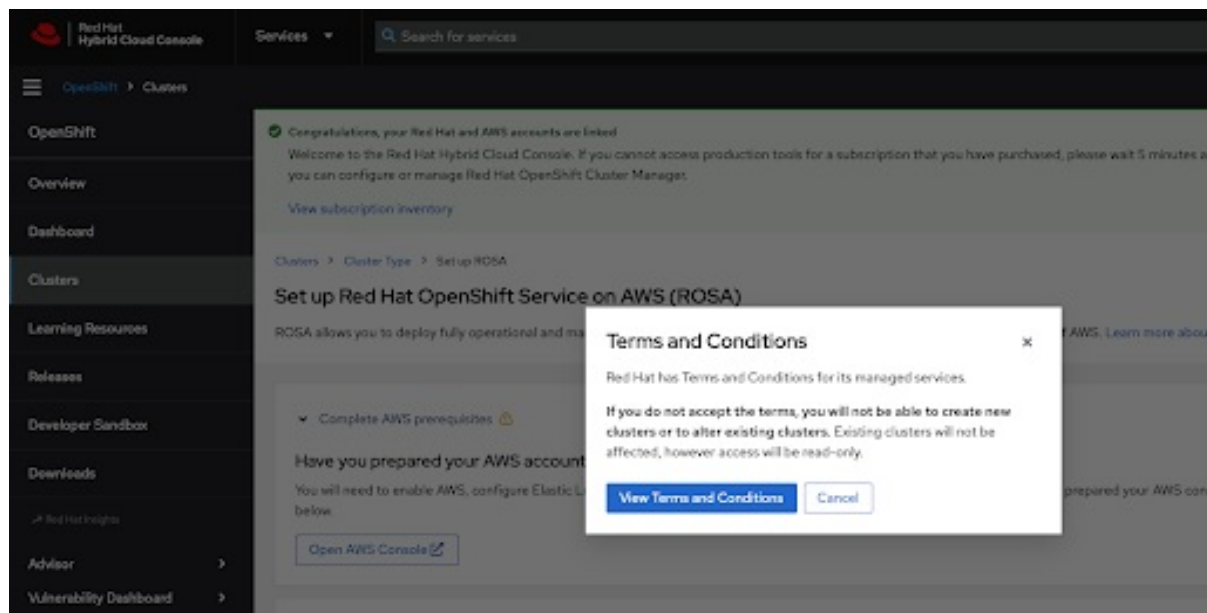 Red Hat
Hybrid Cloud Console
Services
Search for services
OpenShift > Clusters
OpenShift
Overview
Dashboard
Clusters
Learning Resources
Releases
Developer Sandbox
Downloads
Red Hat Insights
Advisor
Vulnerability Dashboard
Congratulations, your Red Hat and AWS accounts are linked
Welcome to the Red Hat Hybrid Cloud Console. If you cannot access production tools for a subscription that you have purchased, please wait 5 minutes a
you can configure or manage Red Hat OpenShift Cluster Manager.
View subscription inventory
Clusters > Cluster Type > Set up ROSA
Set up Red Hat OpenShift Service on AWS (ROSA)
ROSA allows you to deploy fully operational and ma
f AWS. Learn more abou
Complete AWS prerequisites
Have you prepared your AWS account
You will need to enable AWS, configure Elastic L
prepared your AWS con
below.
Open AWS Console
Terms and Conditions
Red Hat has Terms and Conditions for its managed services.
If you do not accept the terms, you will not be able to create new
clusters or to alter existing clusters. Existing clusters will not be
affected, however access will be read-only.
View Terms and Conditions
Cancel